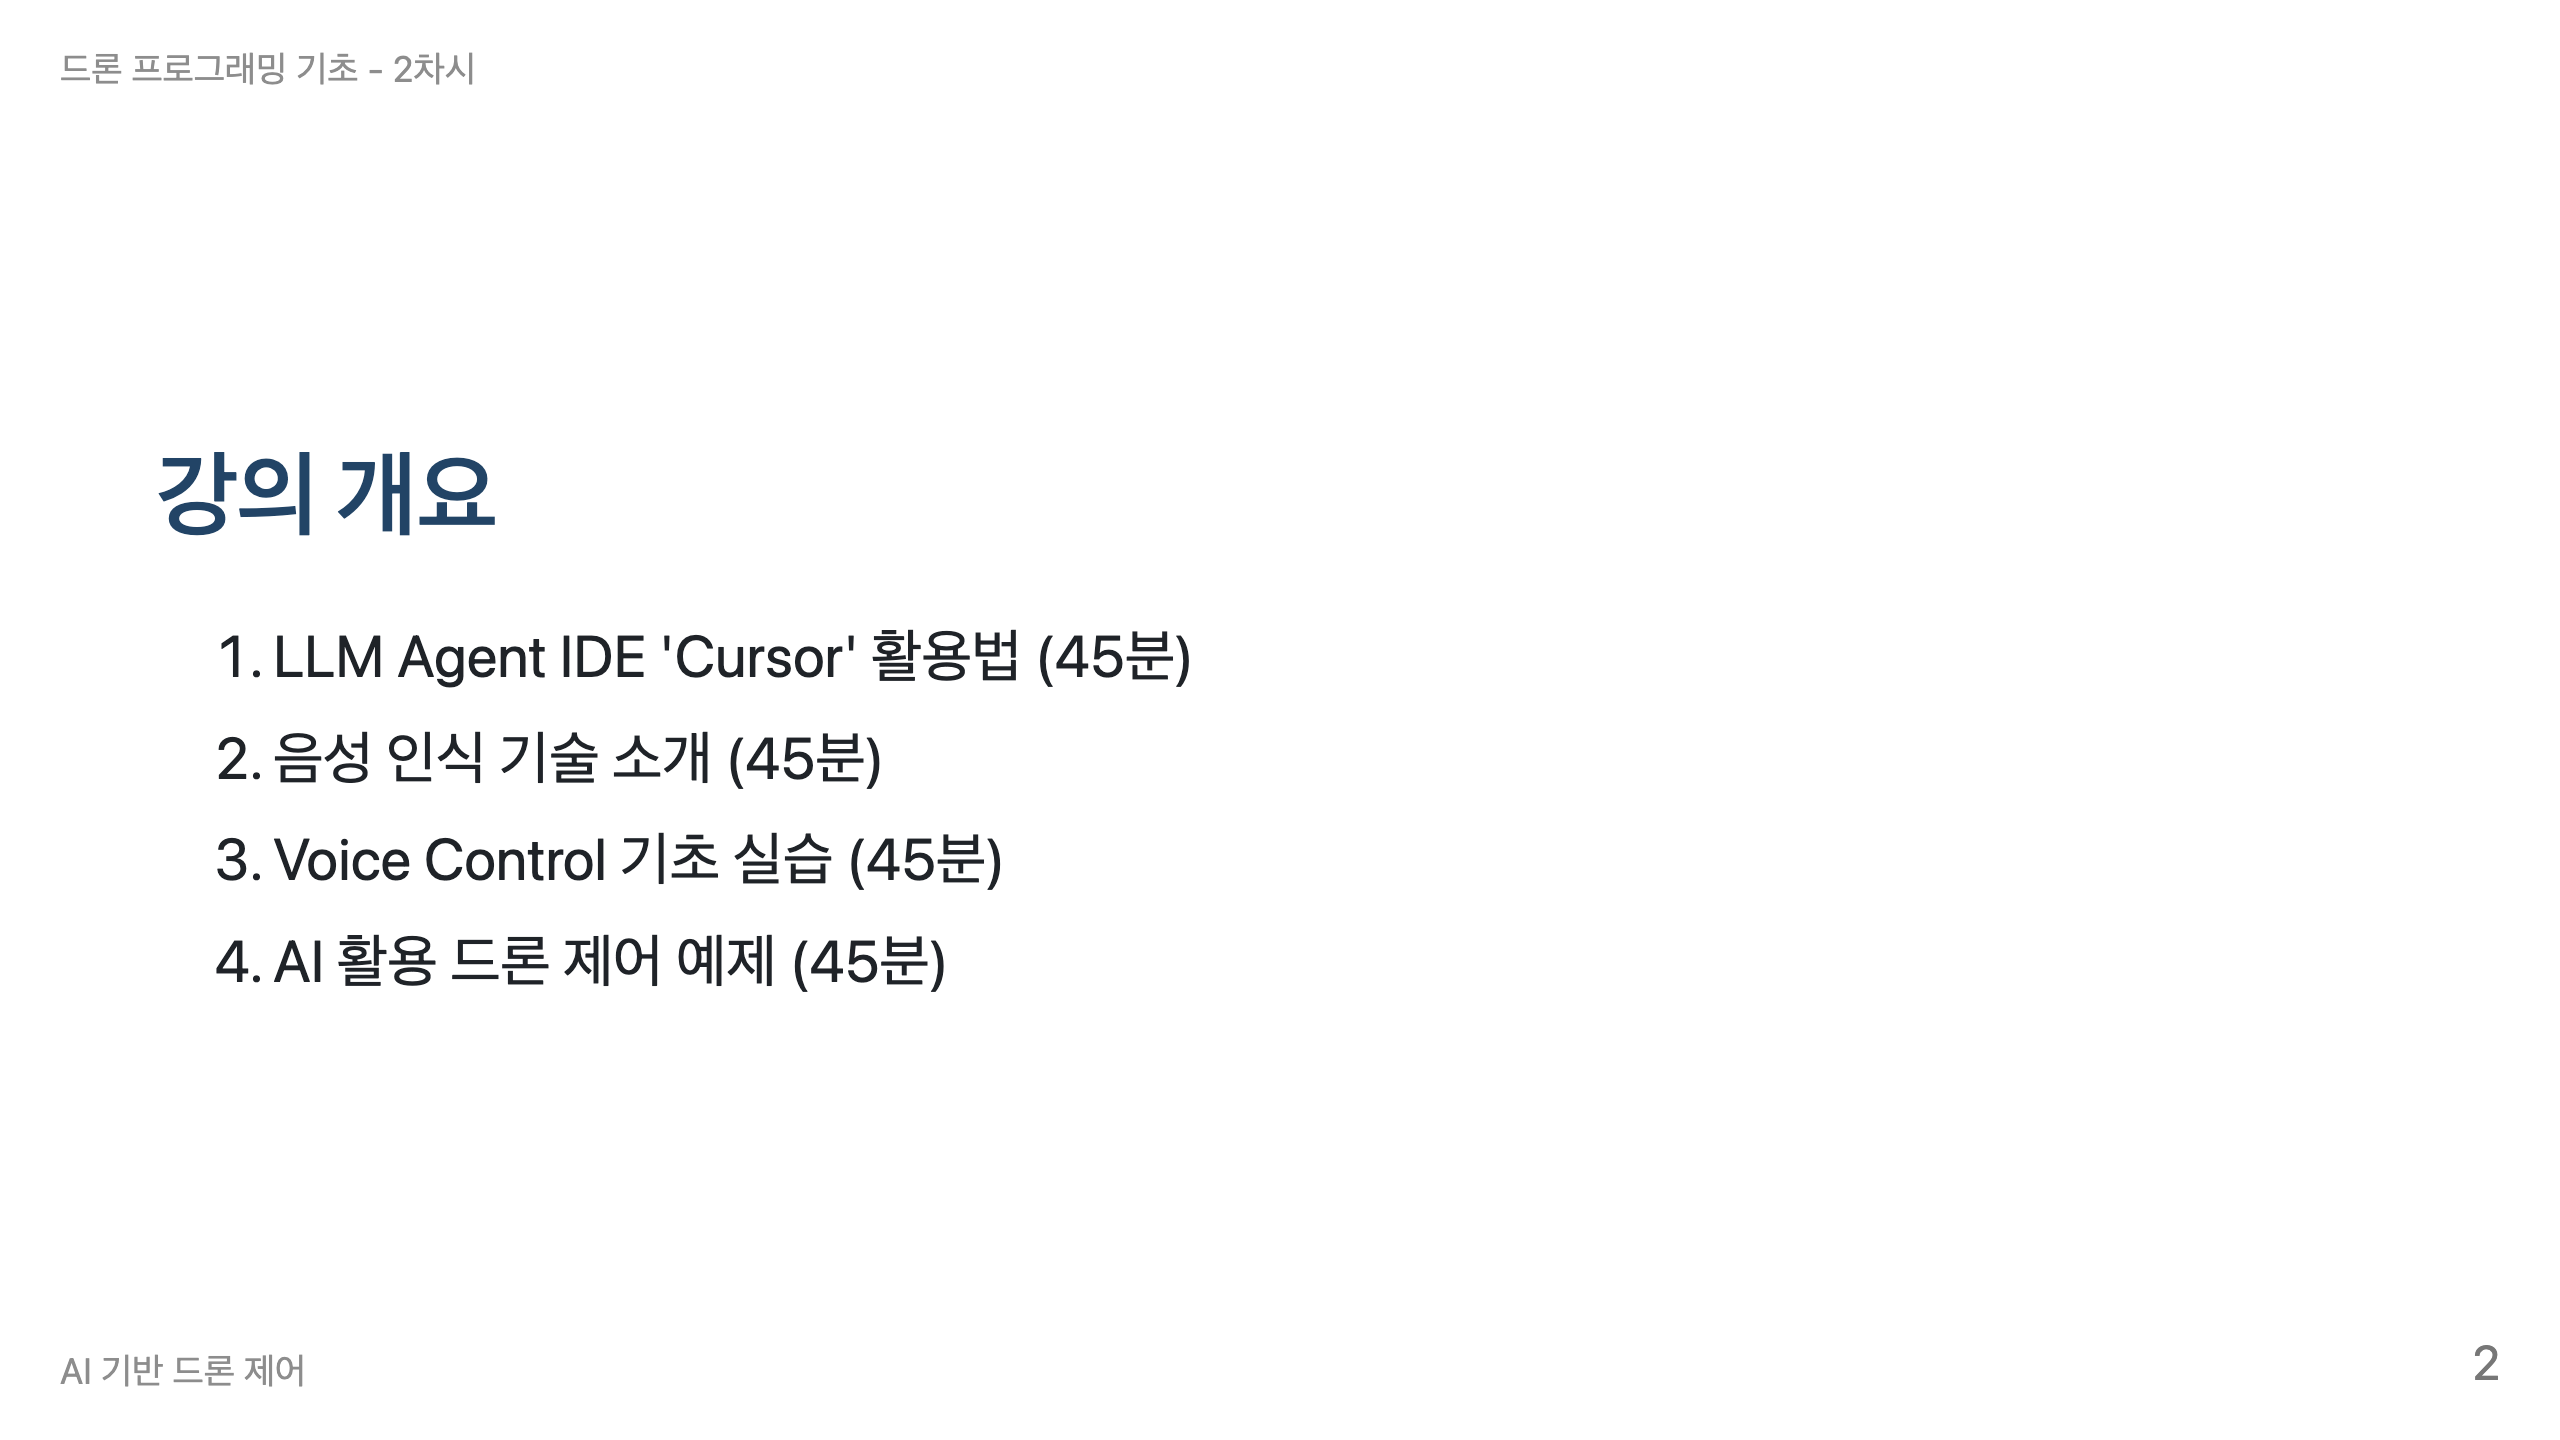 드론 프로그래밍 기초 - 2차시
강의 개요
1. LLM Agent IDE 'Cursor' 활용법 (45분)
2. 음성 인식 기술 소개 (45분)
3. Voice Control 기초 실습 (45분)
4. AI 활용 드론 제어 예제 (45분)
AI 기반 드론 제어
2